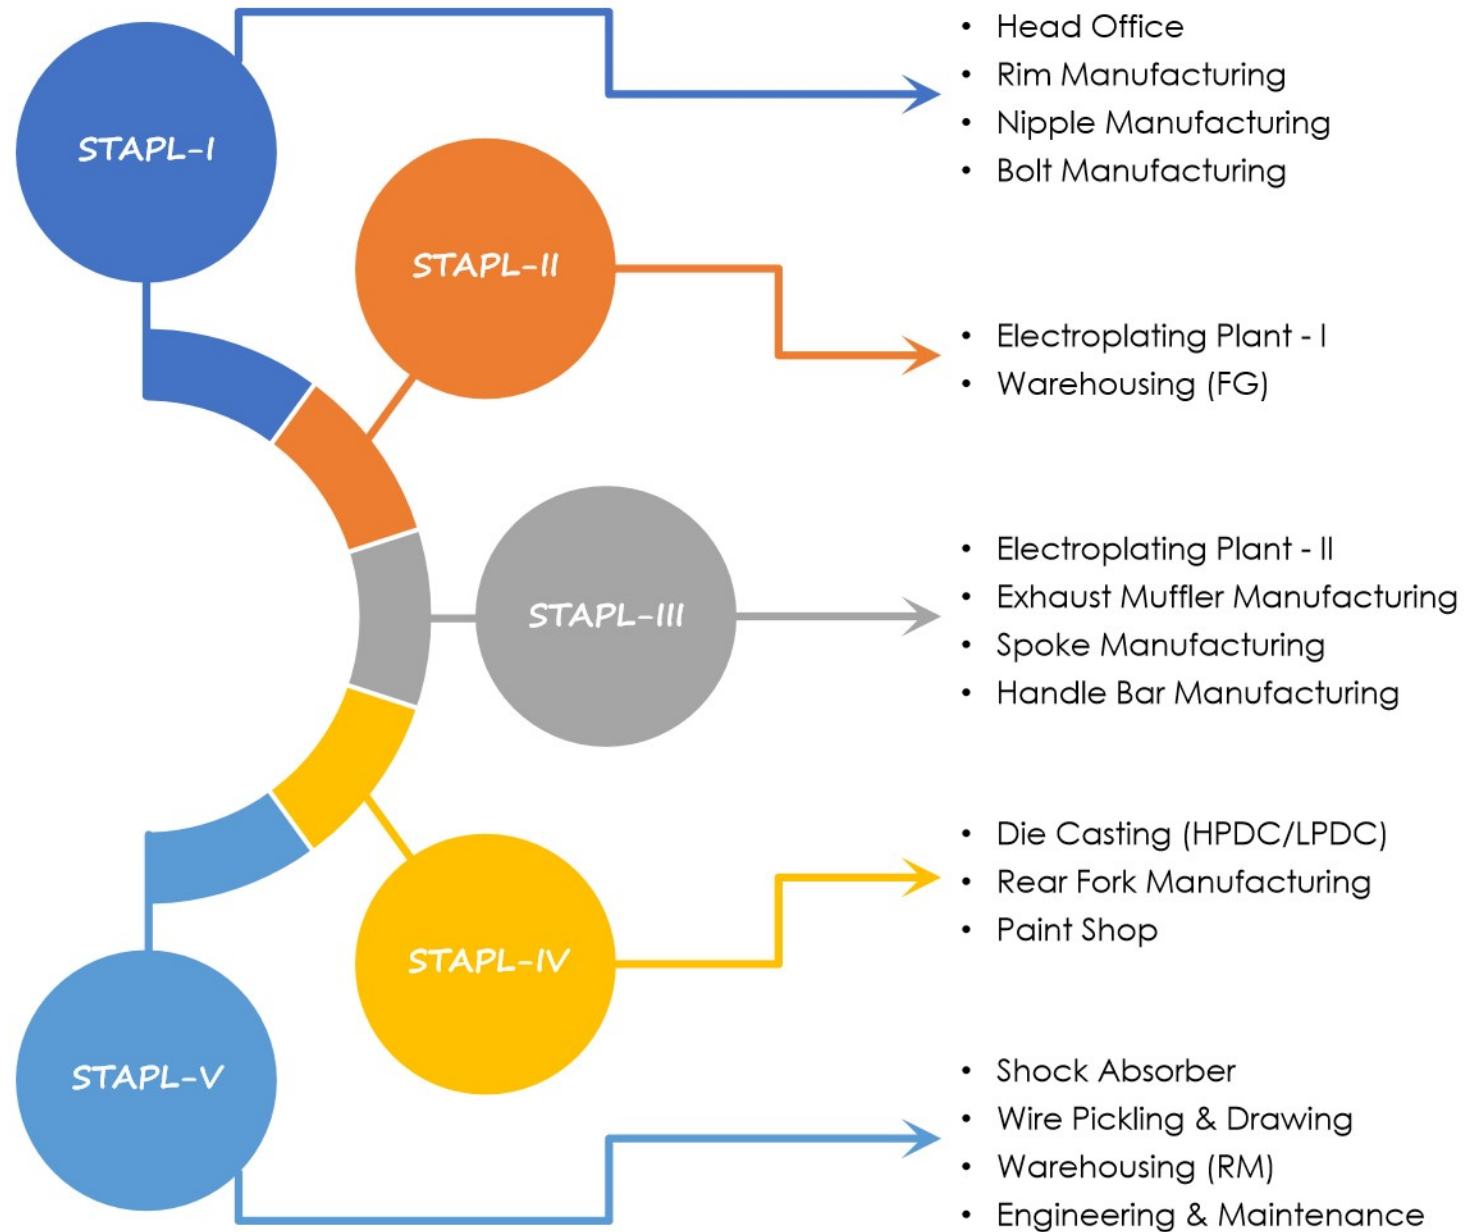 STAPL-I
• Head Office
• Rim Manufacturing
• Nipple Manufacturing
• Bolt Manufacturing
STAPL-II
• Electroplating Plant - I
• Warehousing (FG)
STAPL-III
• Electroplating Plant - II
• Exhaust Muffler Manufacturing
• Spoke Manufacturing
• Handle Bar Manufacturing
STAPL-IV
• Die Casting (HPDC/LPDC)
• Rear Fork Manufacturing
• Paint Shop
STAPL-V
• Shock Absorber
• Wire Pickling & Drawing
• Warehousing (RM)
• Engineering & Maintenance